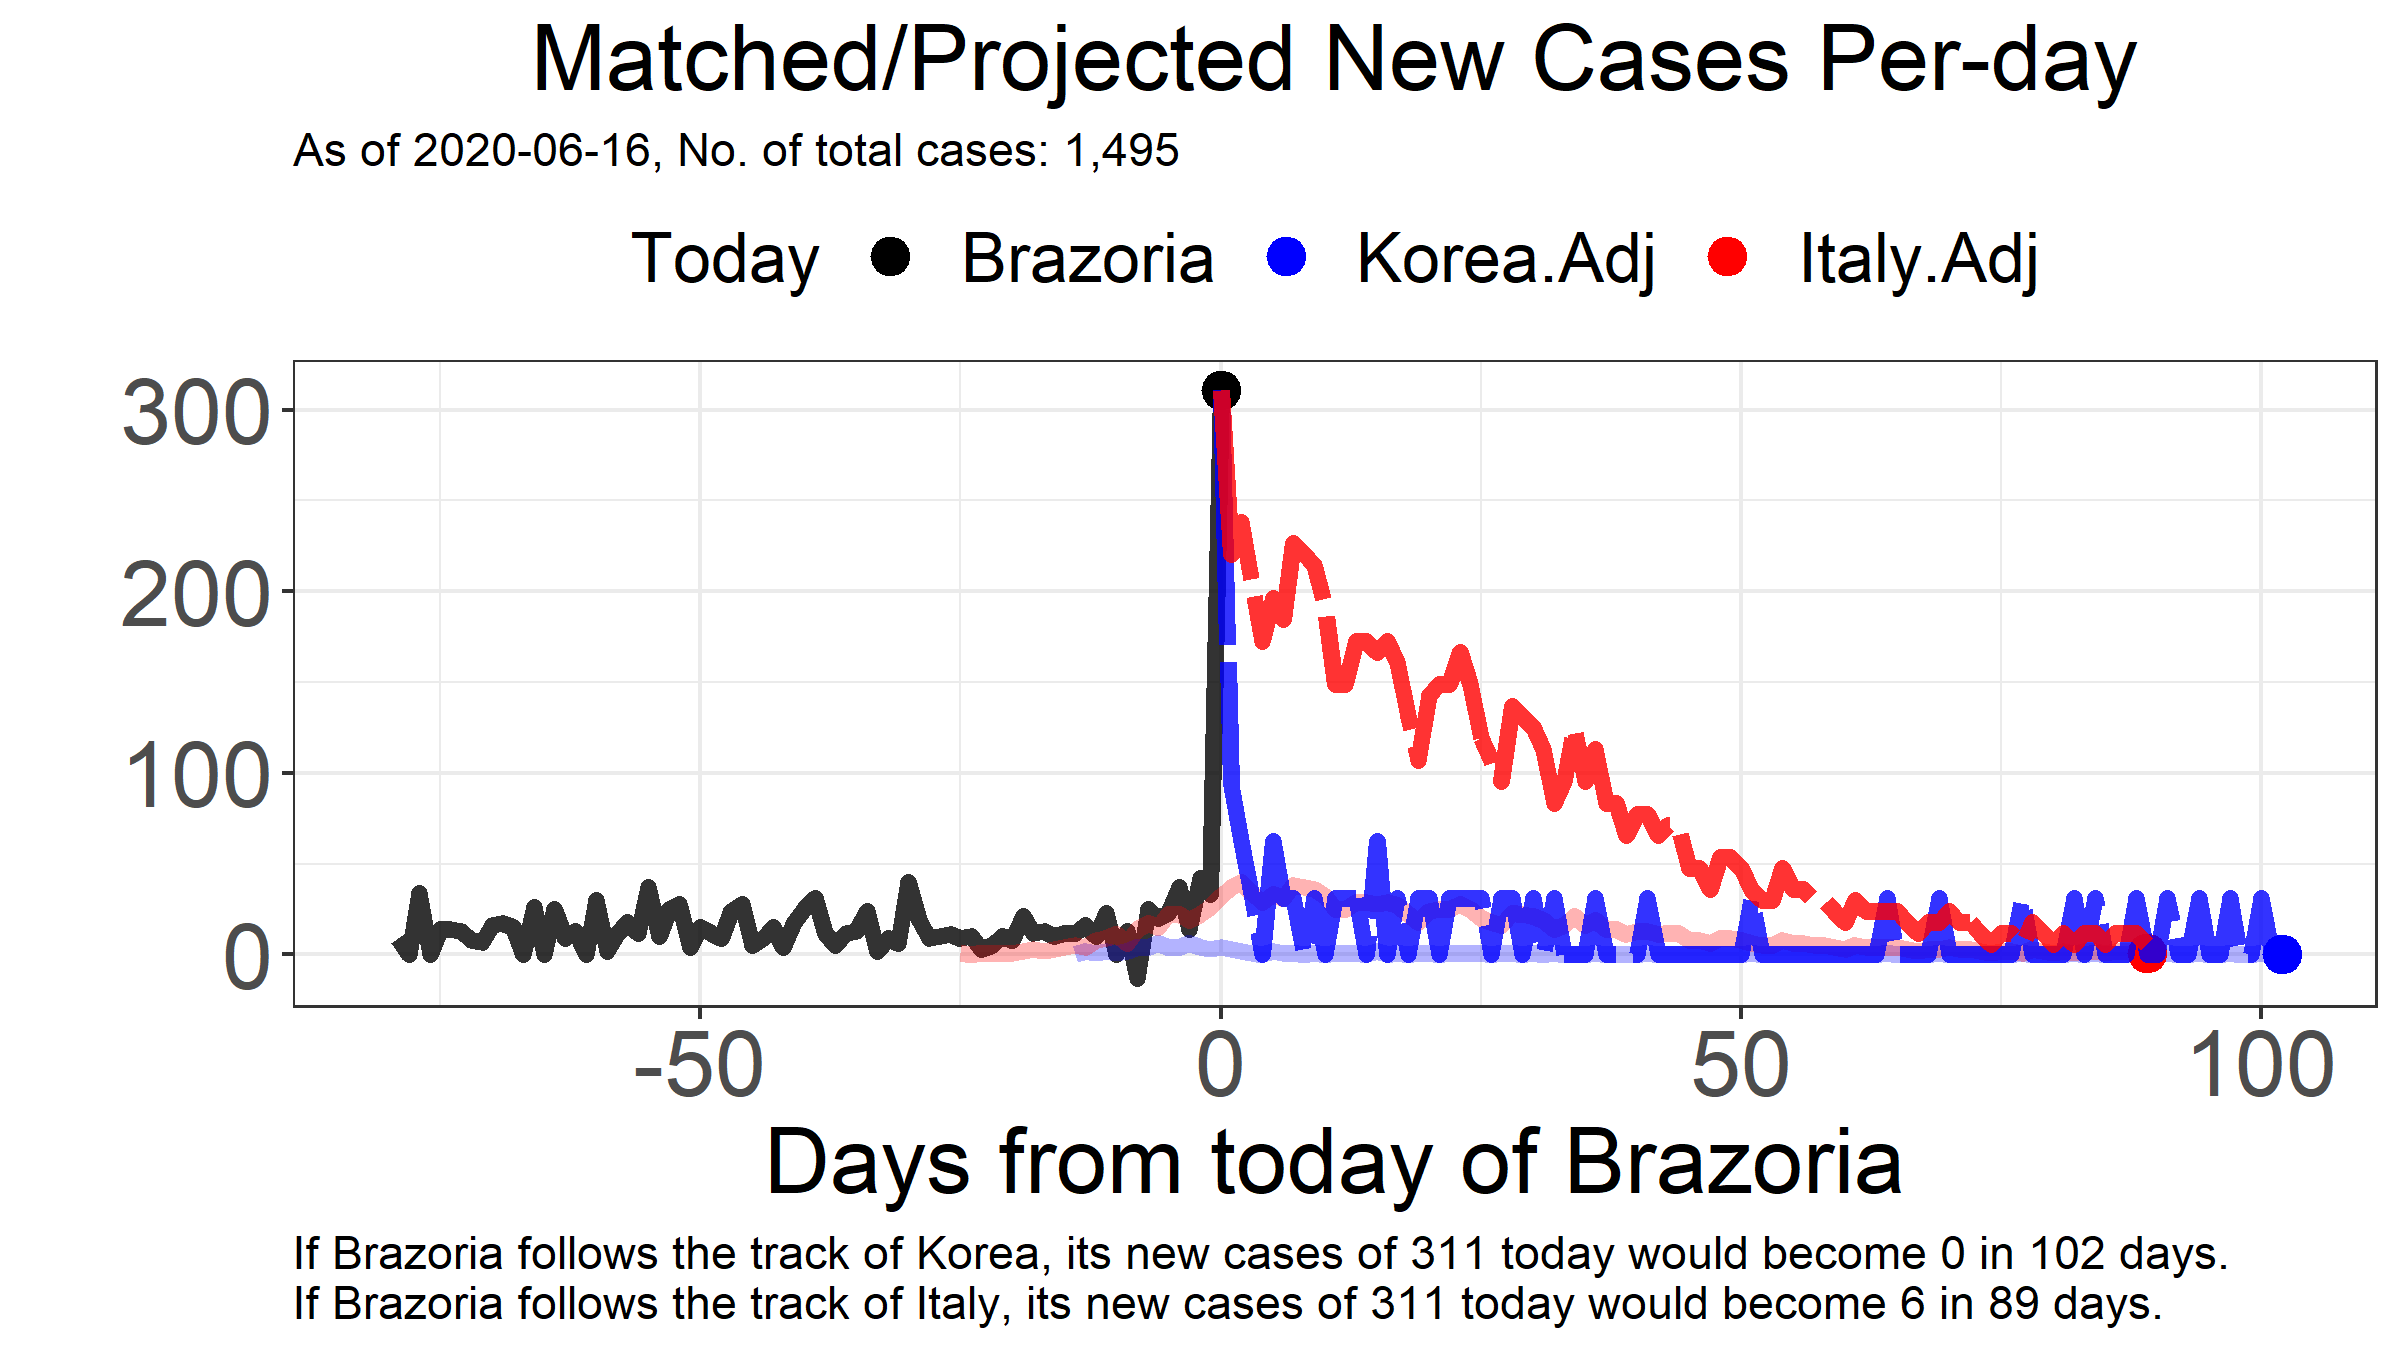 Matched/Projected New Cases Per-day
As of 2020-06-16, No. of total cases: 1,495
Today Brazoria Korea.Adj Italy.Adj
300
200
100
0
-50 0 50 100
Days from today of Brazoria
If Brazoria follows the track of Korea, its new cases of 311 today would become 0 in 102 days.
If Brazoria follows the track of Italy, its new cases of 311 today would become 6 in 89 days.